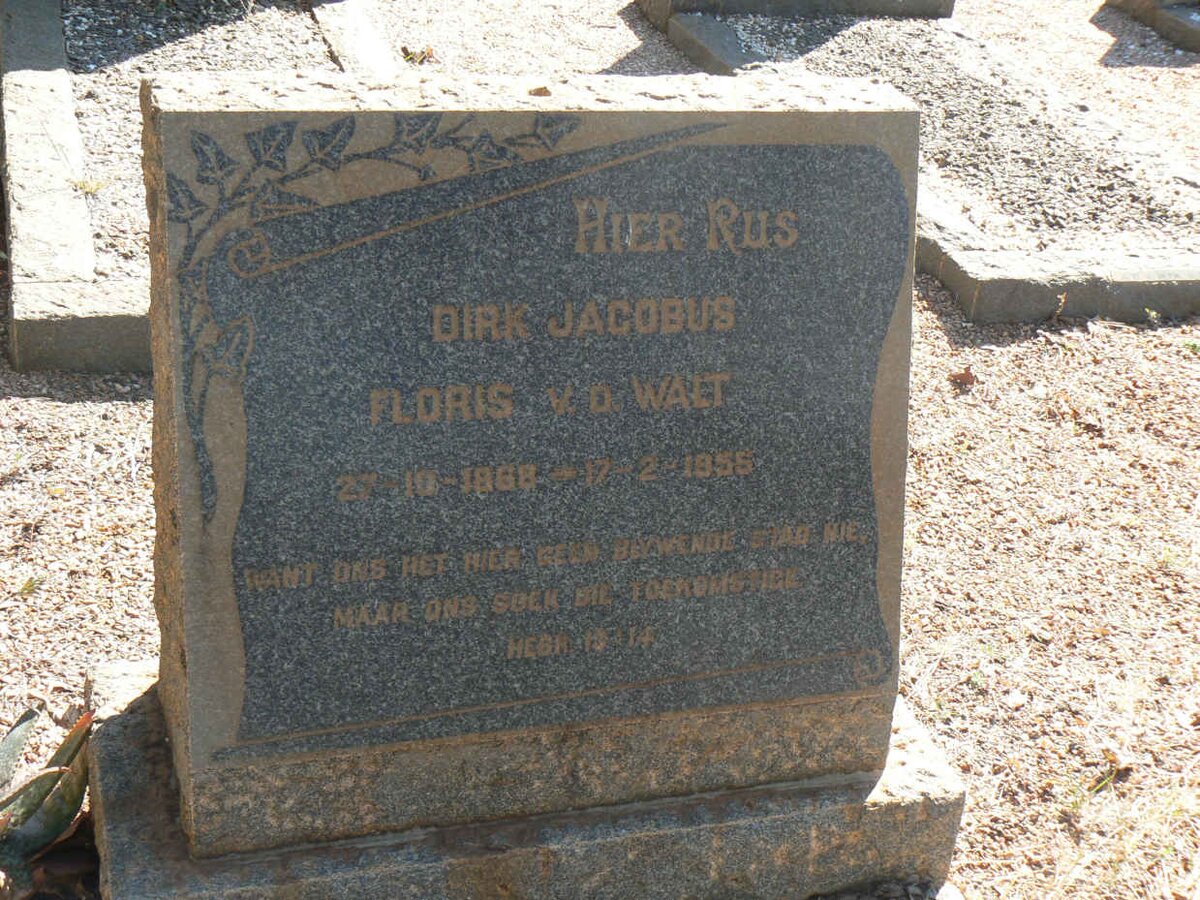 HIER RUS
DIRK JACOBUS
FLORIS V. D. WALT
27-10-1868 – 17-2-1955
WANT ONS HET HIER GEEN BLYWENDE STAD NIE,
MAAR ONS SOEK DIE TOEKOMSTIGE.
HEBR. 13-14